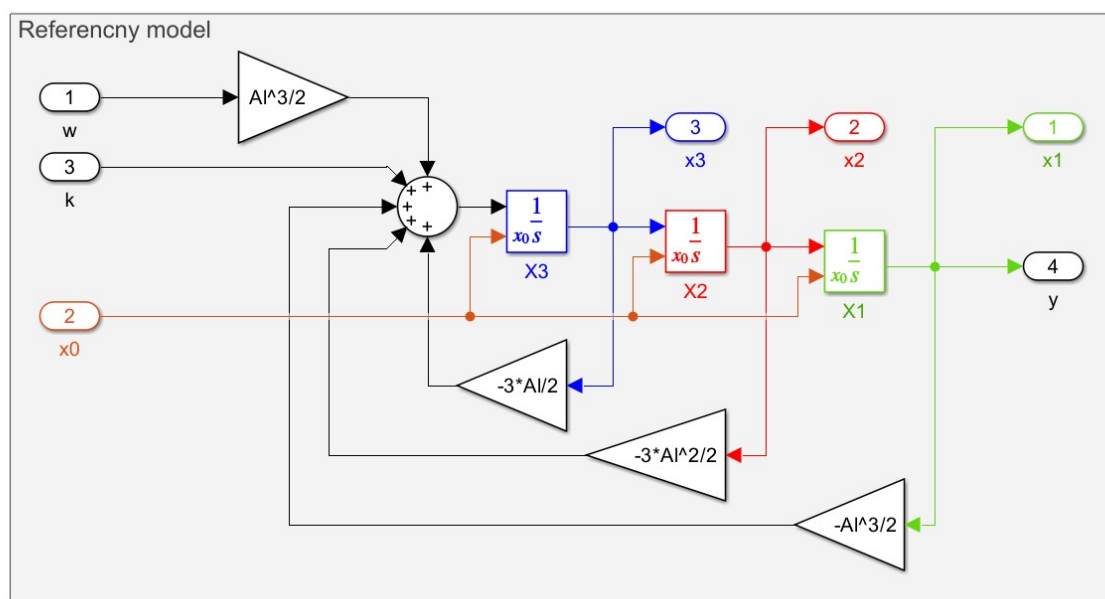 Referencny model
1
w
Al^3/2
3
k
3
x3
2
x2
1
x1
+
+
+
+
+
1
x₀ s
X3
1
x₀ s
X2
1
x₀ s
X1
4
y
2
x0
-3*Al/2
-3*Al^2/2
-Al^3/2